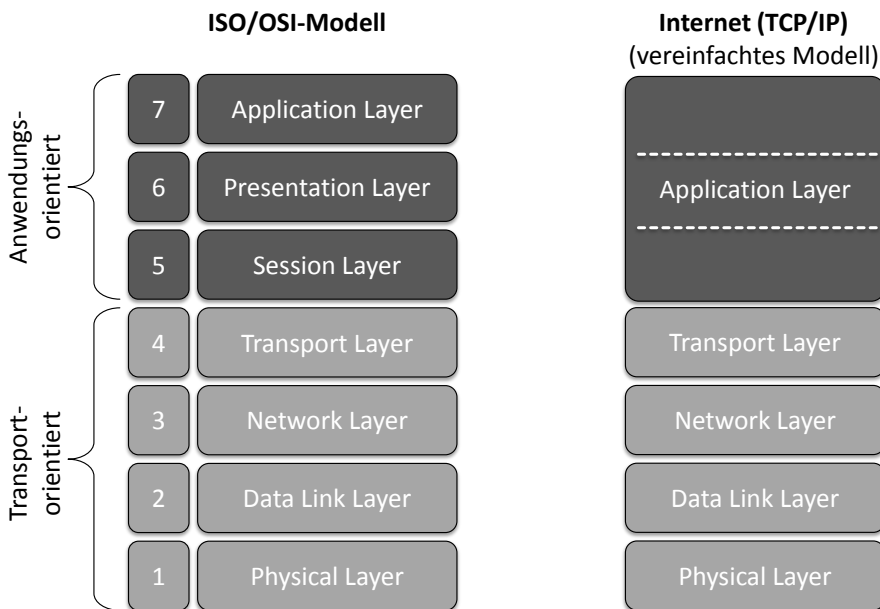 ISO/OSI-Modell
Internet (TCP/IP)
(vereinfachtes Modell)
Anwendungs-
orientiert
7
Application Layer
6
Presentation Layer
5
Session Layer
Application Layer
Transport-
orientiert
4
Transport Layer
Transport Layer
3
Network Layer
Network Layer
2
Data Link Layer
Data Link Layer
1
Physical Layer
Physical Layer